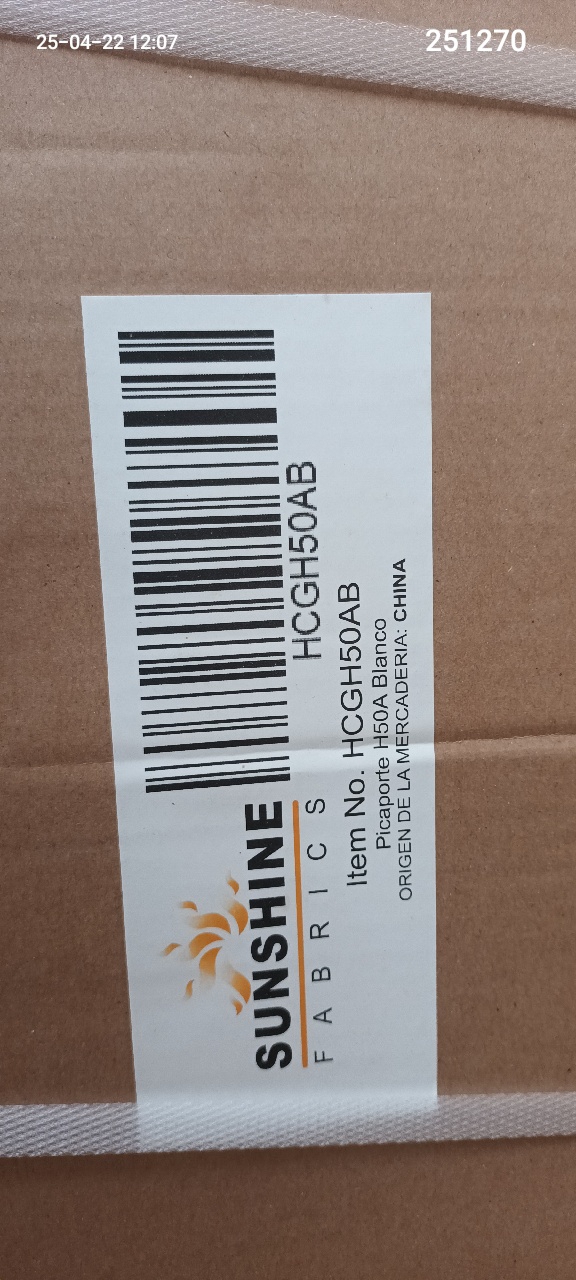 25-04-22 12:07
251270
SUNSHINE
FABRICS
HCGH50AB
Item No. HCGH50AB
Picaporte H50A Blanco
ORIGEN DE LA MERCADERIA: CHINA